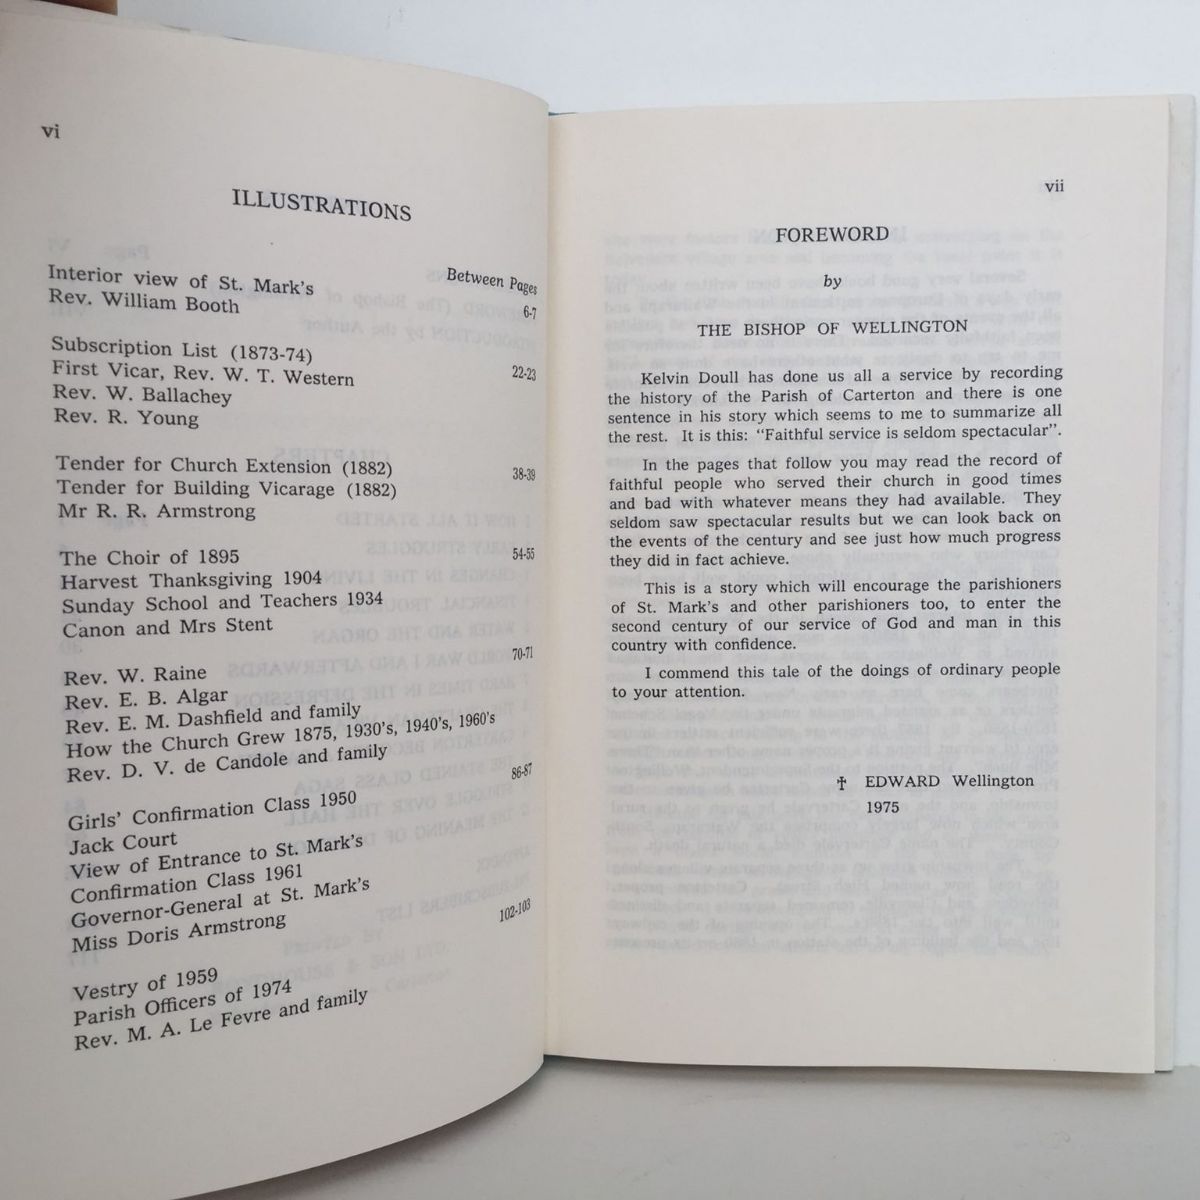 vi
ILLUSTRATIONS
Between Pages
Interior view of St. Mark's
Rev. William Booth 6-7
Subscription List (1873-74)
First Vicar, Rev. W. T. Western 22-23
Rev. W. Ballachey
Rev. R. Young
Tender for Church Extension (1882) 38-39
Tender for Building Vicarage (1882)
Mr R. R. Armstrong
The Choir of 1895 54-55
Harvest Thanksgiving 1904
Sunday School and Teachers 1934
Canon and Mrs Stent
Rev. W. Raine 70-71
Rev. E. B. Algar
Rev. E. M. Dashfield and family
How the Church Grew 1875, 1930's, 1940's, 1960's
Rev. D. V. de Candole and family
Girls' Confirmation Class 1950 86-87
Jack Court
View of Entrance to St. Mark's
Confirmation Class 1961
Governor-General at St. Mark's
Miss Doris Armstrong
Vestry of 1959 102-103
Parish Officers of 1974
Rev. M. A. Le Fevre and family
vii
FOREWORD
by
THE BISHOP OF WELLINGTON
Kelvin Doull has done us all a service by recording
the history of the Parish of Carterton and there is one
sentence in his story which seems to me to summarize all
the rest. It is this: “Faithful service is seldom spectacular”.
In the pages that follow you may read the record of
faithful people who served their church in good times
and bad with whatever means they had available. They
seldom saw spectacular results but we can look back on
the events of the century and see just how much progress
they did in fact achieve.
This is a story which will encourage the parishioners
of St. Mark's and other parishioners too, to enter the
second century of our service of God and man in this
country with confidence.
I commend this tale of the doings of ordinary people
to your attention.
✝ EDWARD Wellington
1975